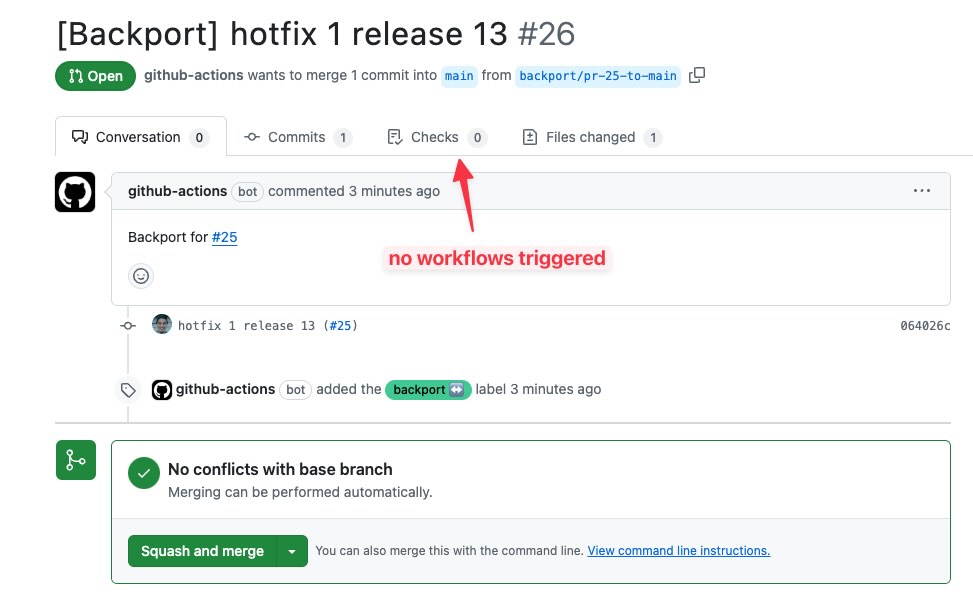 [Backport] hotfix 1 release 13 #26
Open github-actions wants to merge 1 commit into main from backport/pr-25-to-main
Conversation 0 Commits 1 Checks 0 Files changed 1
github-actions bot commented 3 minutes ago
Backport for #25
no workflows triggered
hotfix 1 release 13 (#25) 064026c
github-actions bot added the backport label 3 minutes ago
No conflicts with base branch
Merging can be performed automatically.
Squash and merge You can also merge this with the command line. View command line instructions.